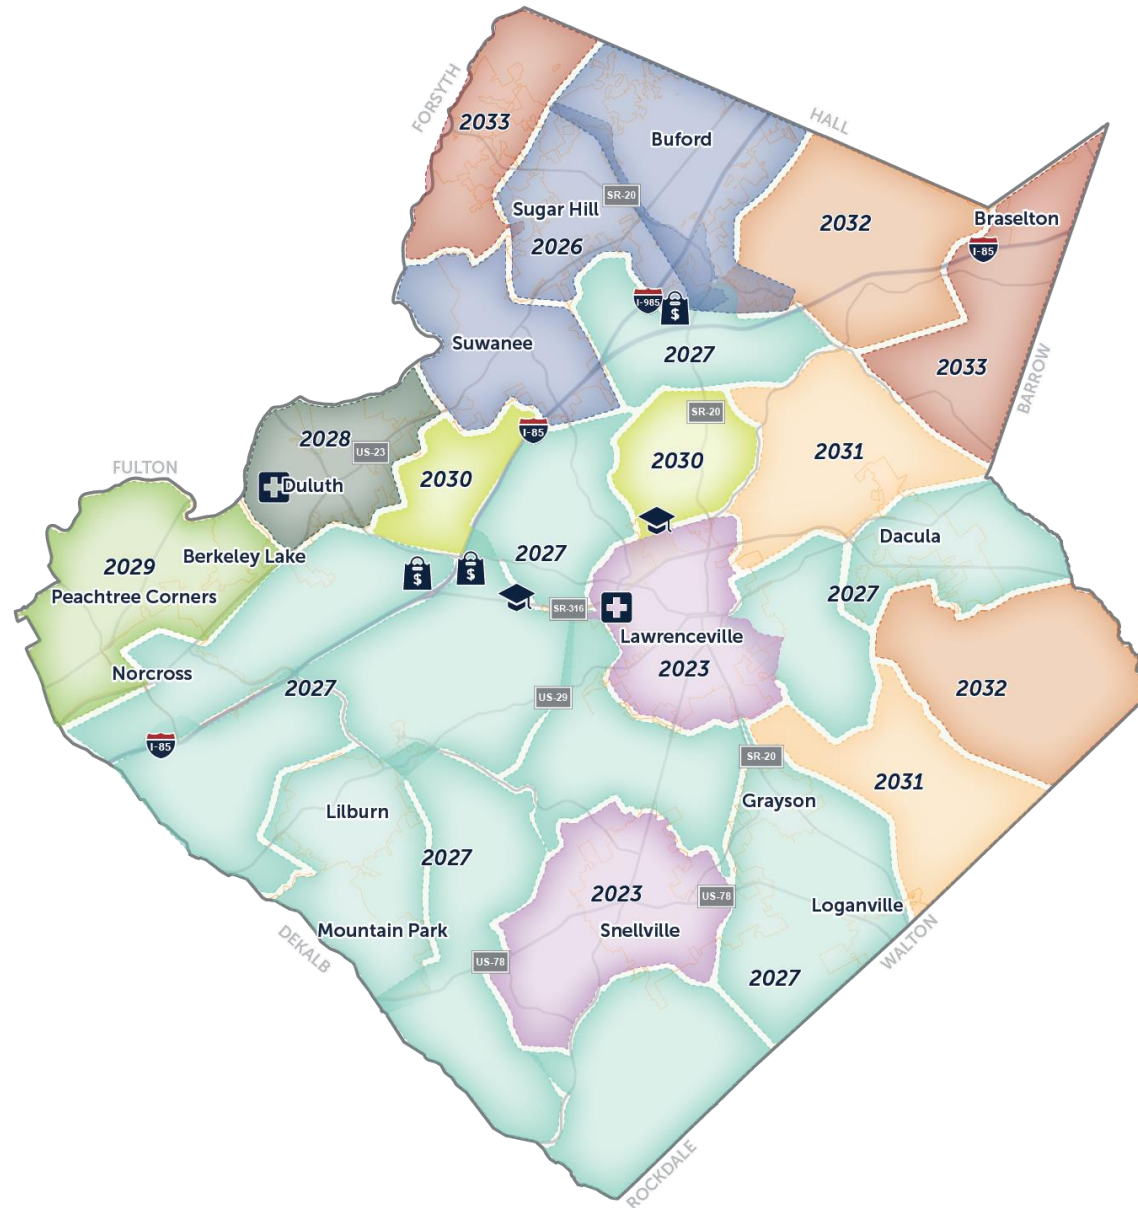 FORSYTH
2033
HALL
Buford
SR-20
Sugar Hill
2026
2032
Braselton
I-85
I-985
$
Suwanee
2027
2033
BARROW
SR-20
I-85
2028
US-23
2030
2030
2031
FULTON
Duluth
Dacula
2029
Berkeley Lake
2027
$
$
Peachtree Corners
2027
SR-316
Lawrenceville
2023
Norcross
2027
2032
US-29
I-85
SR-20
2031
Grayson
Lilburn
2027
2023
US-78
Loganville
Snellville
Mountain Park
DEKALB
WALTON
US-78
2027
ROCKDALE